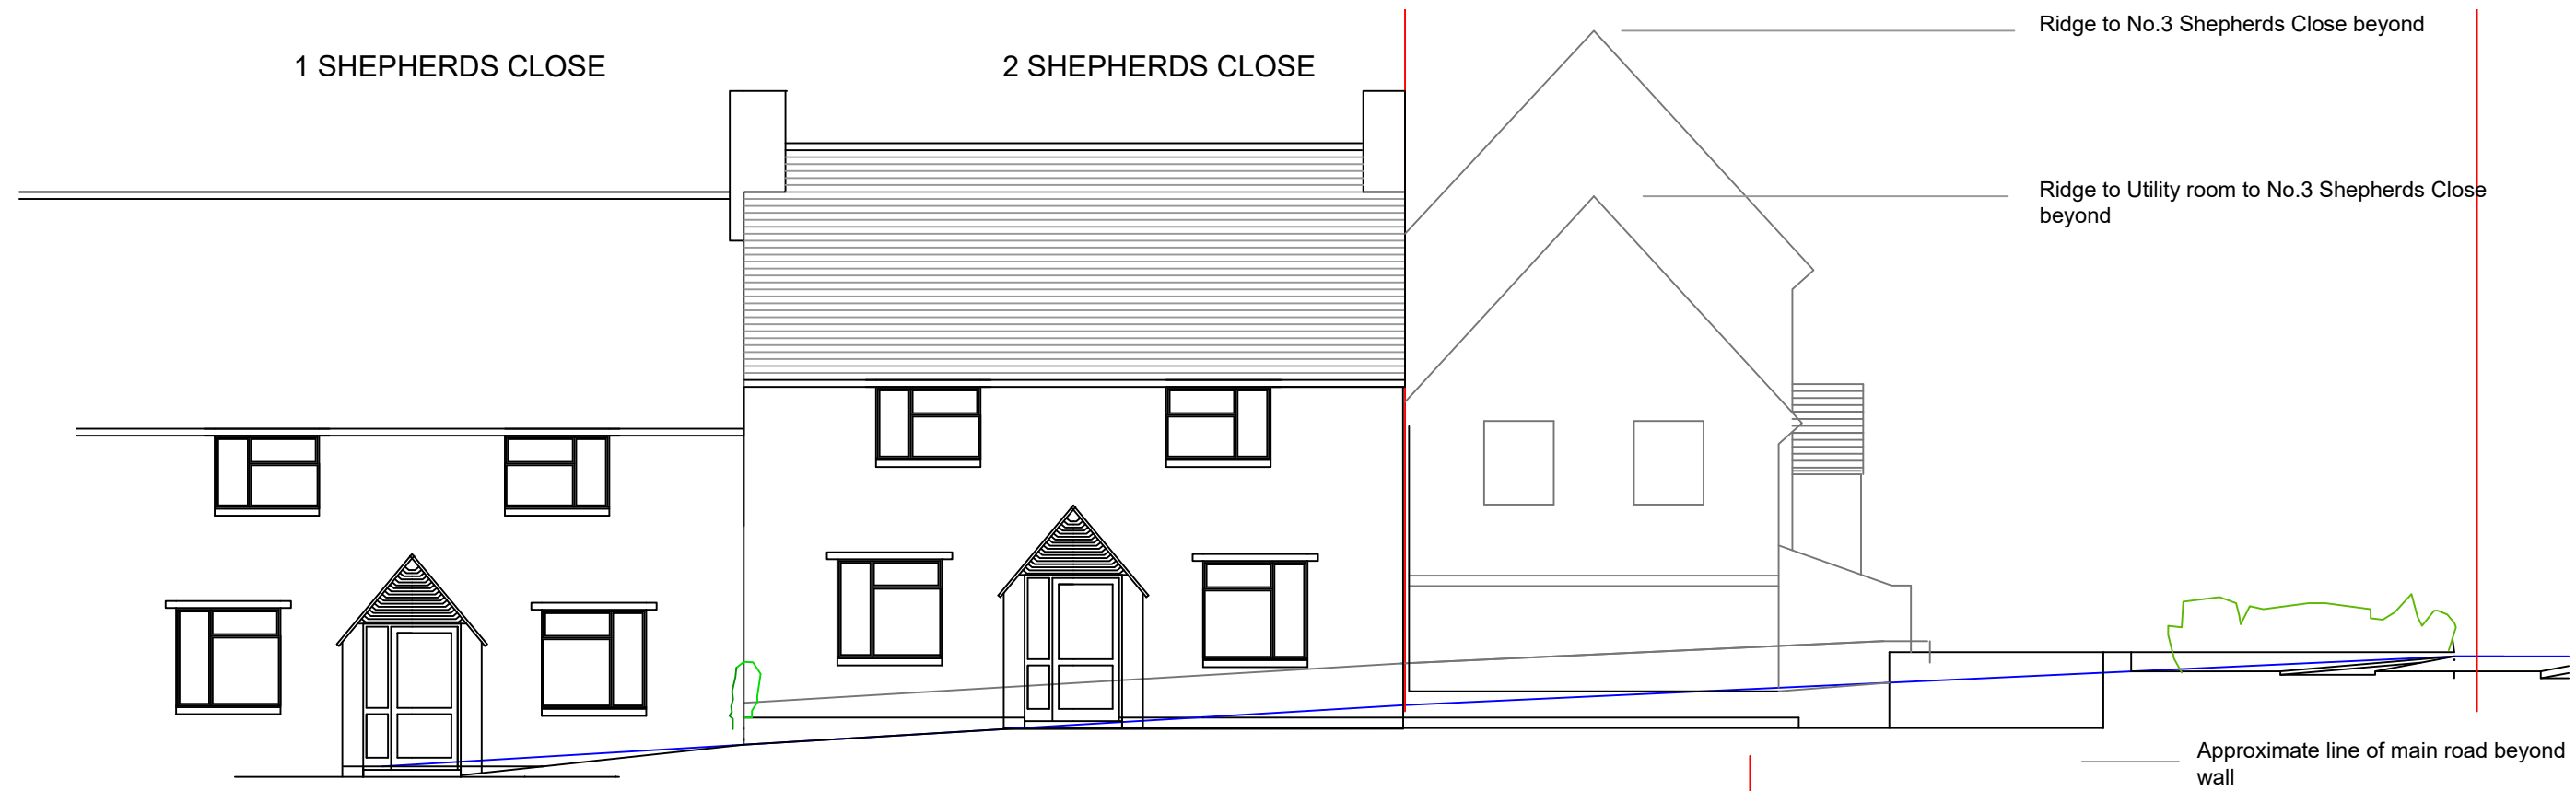 1 SHEPHERDS CLOSE
2 SHEPHERDS CLOSE
Ridge to No.3 Shepherds Close beyond
Ridge to Utility room to No.3 Shepherds Close
beyond
Approximate line of main road beyond
wall